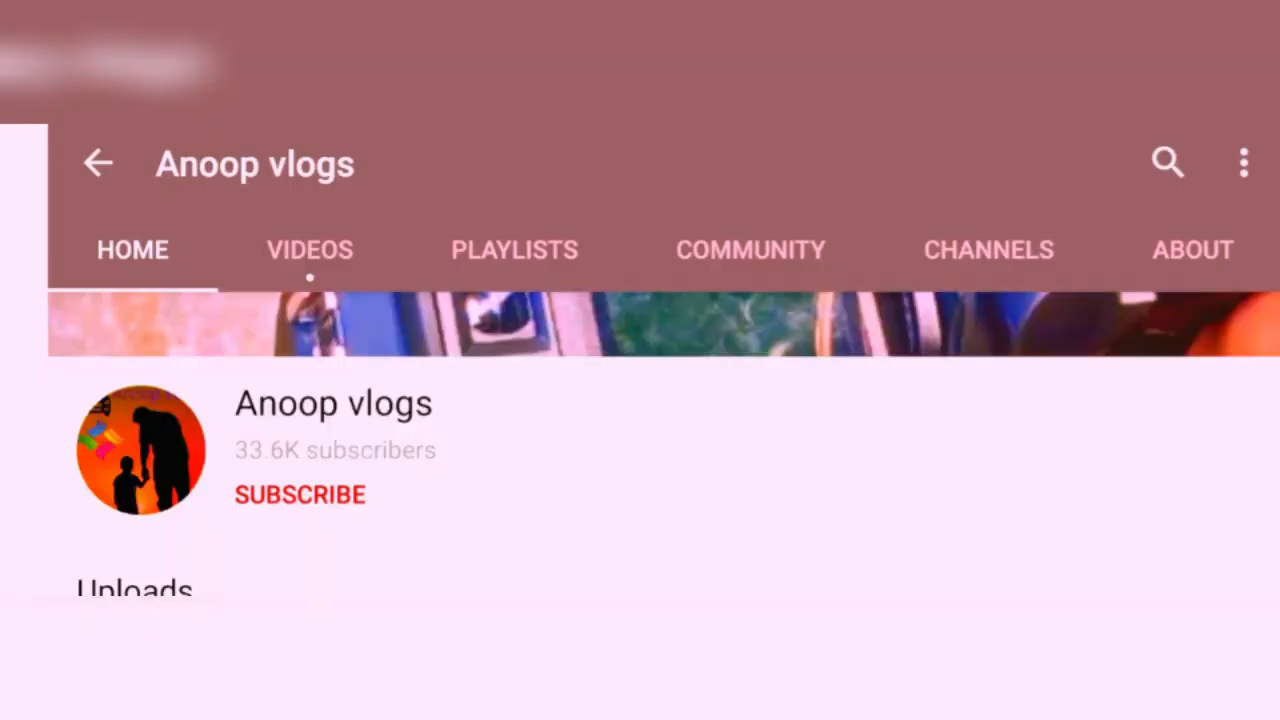 Anoop vlogs
HOME VIDEOS PLAYLISTS COMMUNITY CHANNELS ABOUT
Anoop vlogs
33.6K subscribers
SUBSCRIBE
Uploads